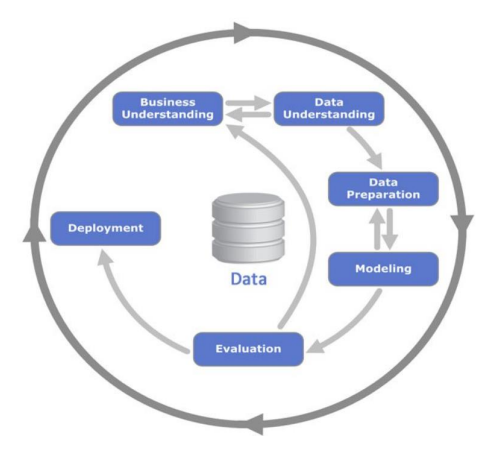 Business
Understanding
Data
Understanding
Data
Preparation
Deployment
Data
Modeling
Evaluation